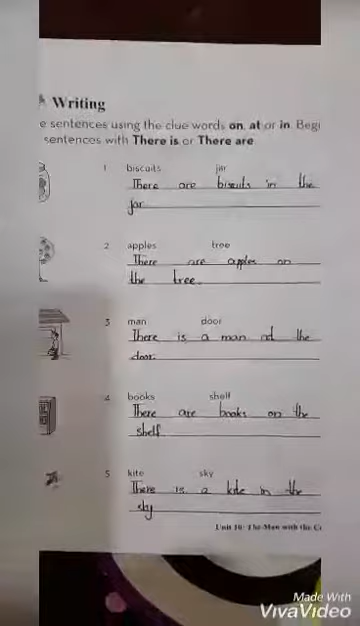 Writing
e sentences using the clue words on, at or in. Begi
sentences with There is or There are
1 biscuits jar
There are biscuits in the
jar
2 apples tree
There are apples on
the tree.
3 man door
There is a man at the
door.
4 books shelf
There are books on the
shelf
5 kite sky
There is a kite in the
sky
Unit 10: The Man with the
Made With
VivaVideo